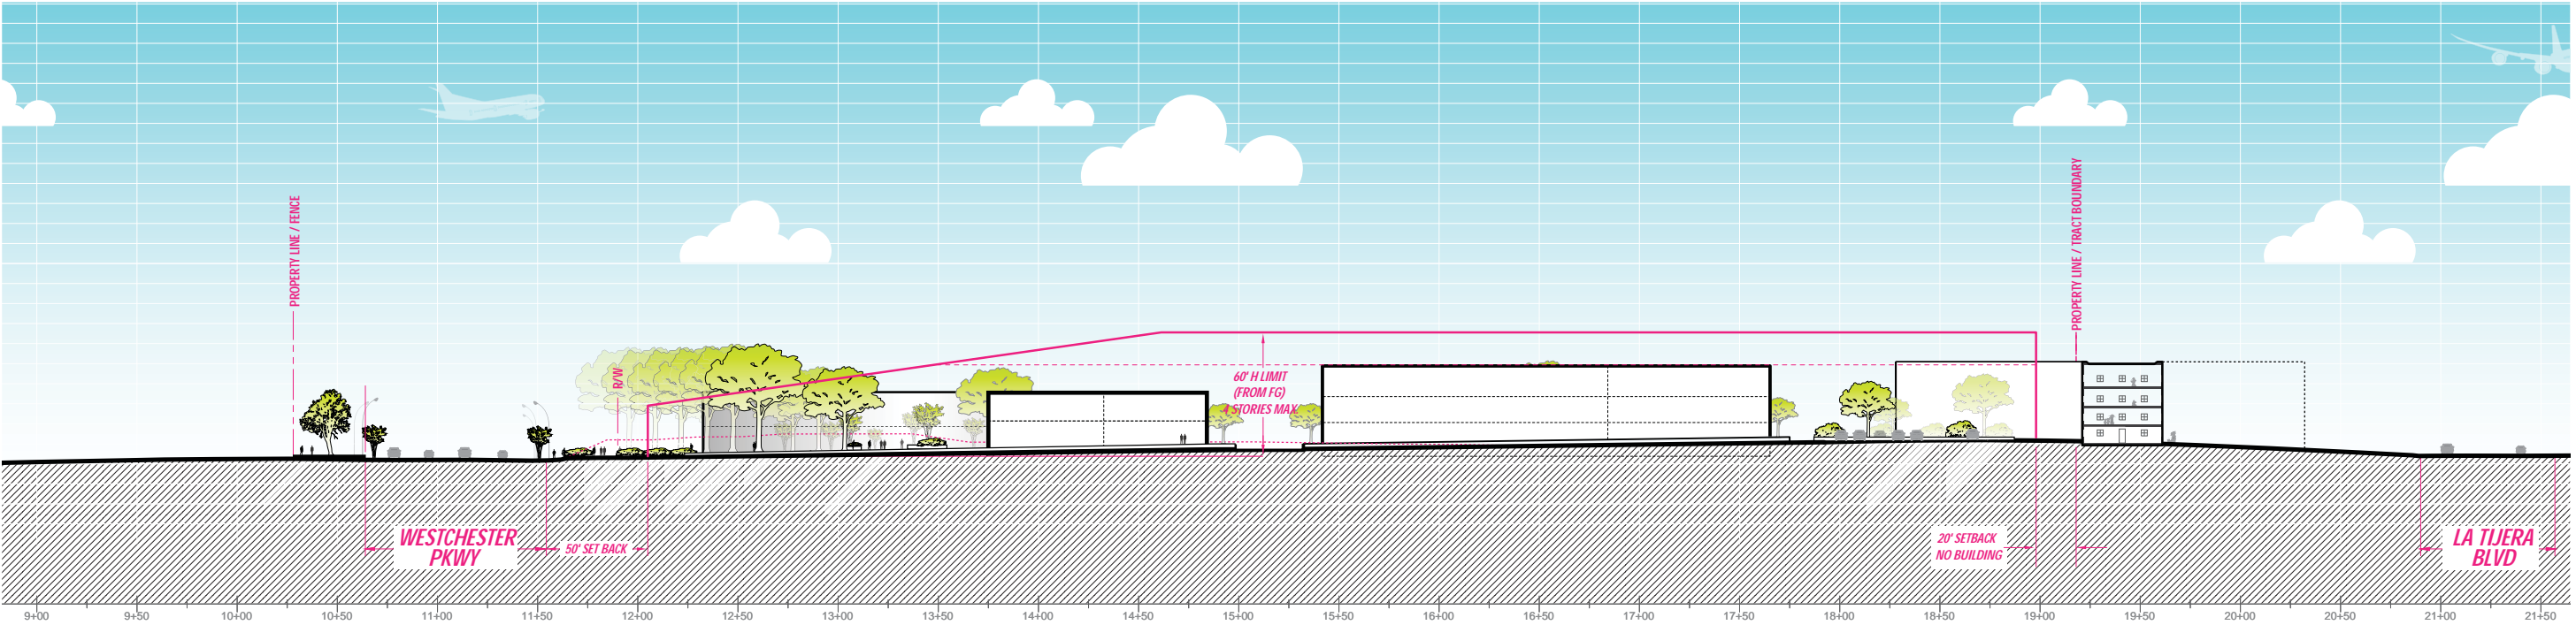 PROPERTY LINE / FENCE
PROPERTY LINE / TRACT BOUNDARY
R/W
60' H LIMIT
(FROM FG)
4 STORIES MAX.
WESTCHESTER
PKWY
50' SET BACK
20' SETBACK
NO BUILDING
LA TIJERA
BLVD
9+00 9+50 10+00 10+50 11+00 11+50 12+00 12+50 13+00 13+50 14+00 14+50 15+00 15+50 16+00 16+50 17+00 17+50 18+00 18+50 19+00 19+50 20+00 20+50 21+00 21+50